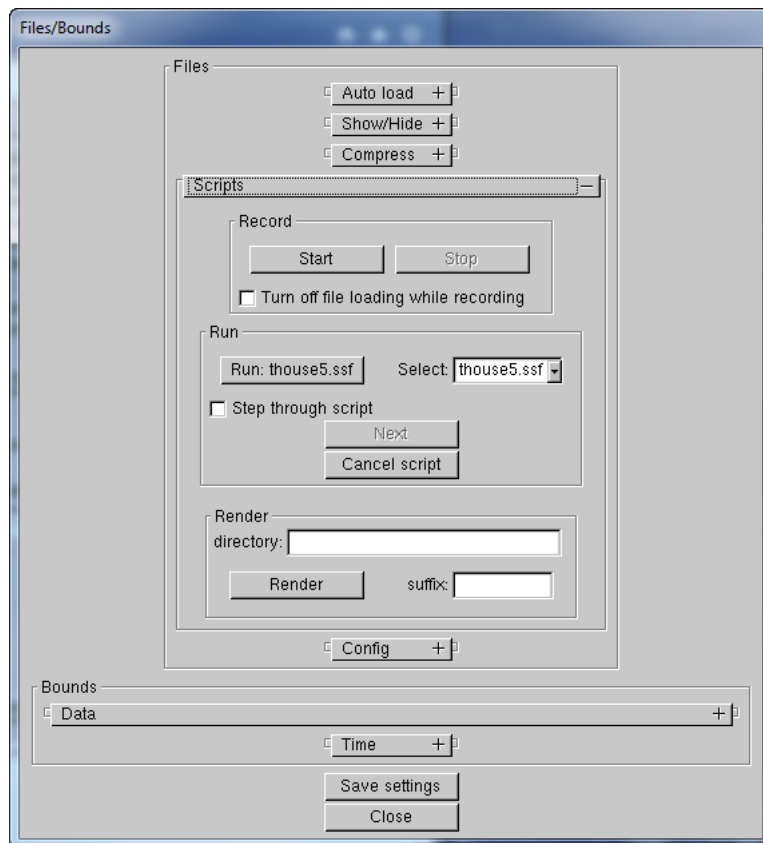 Files/Bounds
Files
Auto load +
Show/Hide +
Compress +
Scripts −
Record
Start Stop
Turn off file loading while recording
Run
Run: thouse5.ssf Select: thouse5.ssf
Step through script
Next
Cancel script
Render
directory:
Render suffix:
Config +
Bounds
Data +
Time +
Save settings
Close